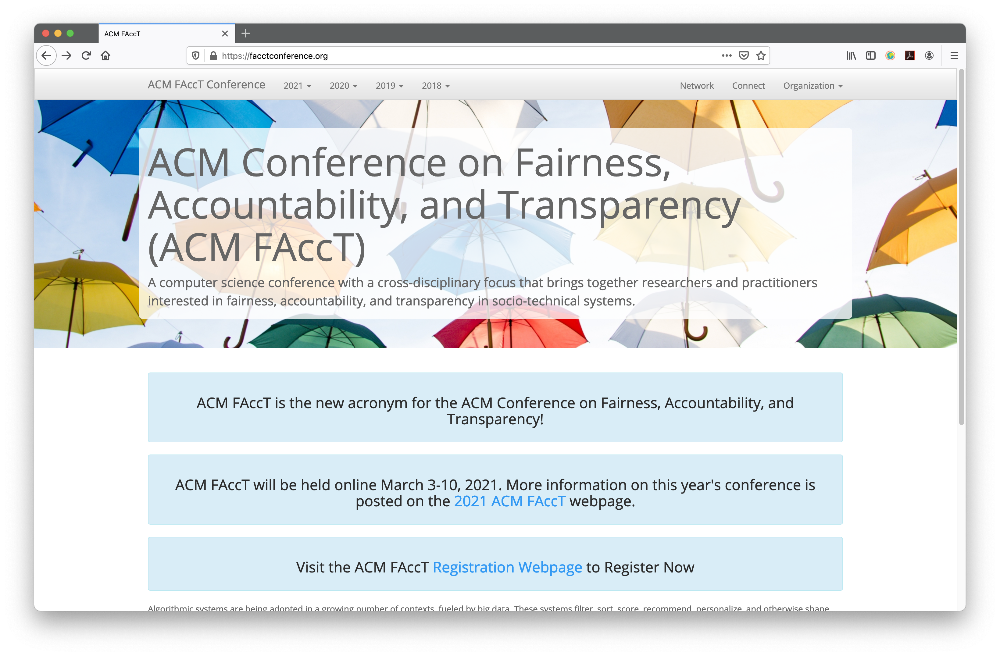 ACM FAccT
https://facctconference.org
ACM FAccT Conference 2021 2020 2019 2018 Network Connect Organization
ACM Conference on Fairness,
Accountability, and Transparency
(ACM FAccT)
A computer science conference with a cross-disciplinary focus that brings together researchers and practitioners
interested in fairness, accountability, and transparency in socio-technical systems.
ACM FAccT is the new acronym for the ACM Conference on Fairness, Accountability, and
Transparency!
ACM FAccT will be held online March 3-10, 2021. More information on this year's conference is
posted on the 2021 ACM FAccT webpage.
Visit the ACM FAccT Registration Webpage to Register Now
Algorithmic systems are being adopted in a growing number of contexts, fueled by big data. These systems filter, sort, score, recommend, personalize, and otherwise shape